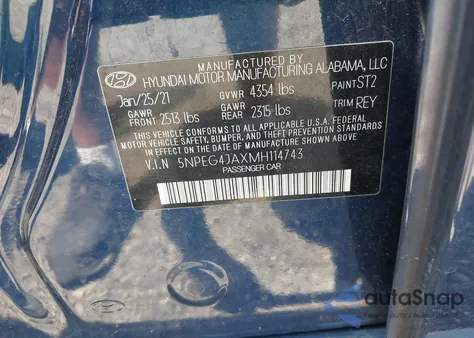 MANUFACTURED BY
HYUNDAI MOTOR MANUFACTURING ALABAMA, LLC
Jan/25/21 GVWR 4354 lbs PAINT ST2
GAWR FRONT 2513 lbs GAWR REAR 2315 lbs TRIM REY
THIS VEHICLE CONFORMS TO ALL APPLICABLE U.S.A. FEDERAL
MOTOR VEHICLE SAFETY, BUMPER, AND THEFT PREVENTION STANDARDS
IN EFFECT ON THE DATE OF MANUFACTURE SHOWN ABOVE.
V.I.N 5NPEG4JAXMH114743
PASSENGER CAR
autoSnap